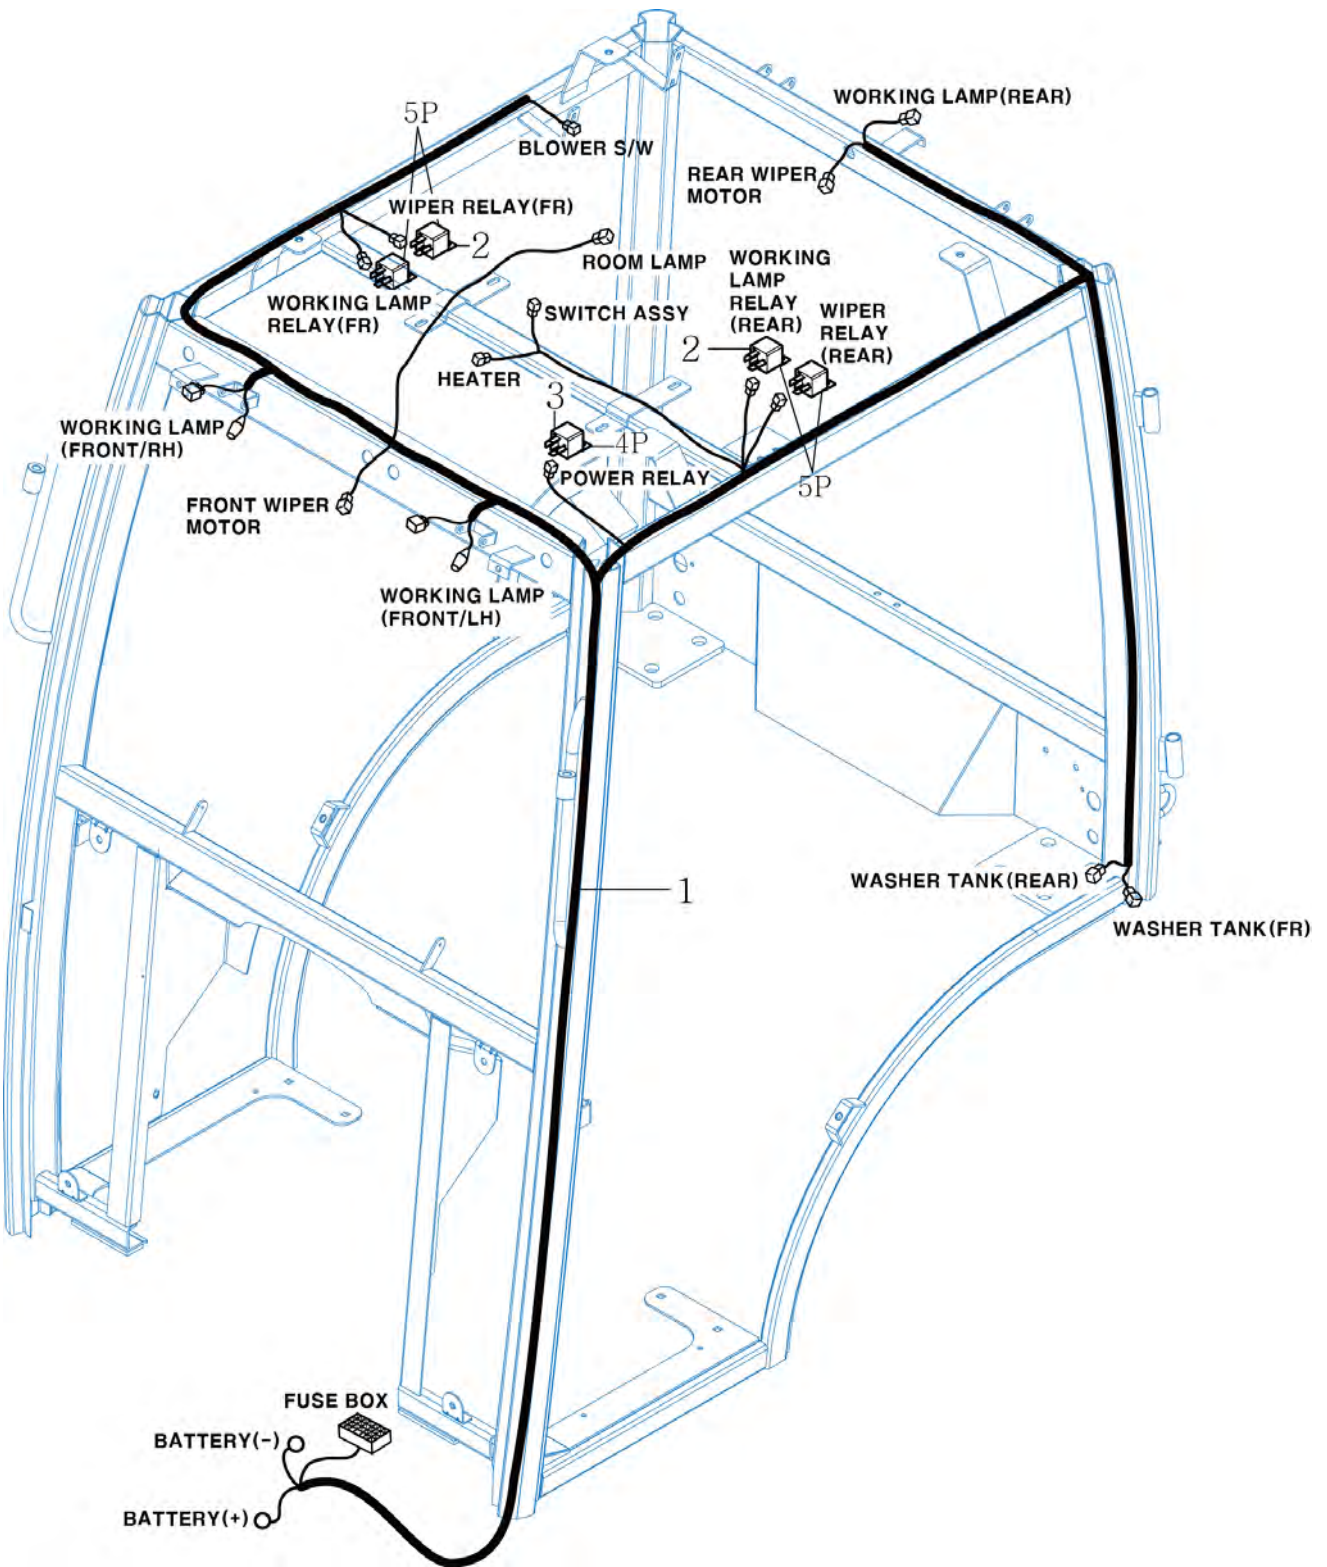 WORKING LAMP(REAR)
5P
BLOWER S/W
REAR WIPER
MOTOR
WIPER RELAY(FR)
2
ROOM LAMP
WORKING
LAMP
RELAY
(REAR)
WORKING LAMP
RELAY(FR)
SWITCH ASSY
WIPER
RELAY
(REAR)
2
HEATER
3
4P
WORKING LAMP
(FRONT/RH)
POWER RELAY
5P
FRONT WIPER
MOTOR
WORKING LAMP
(FRONT/LH)
1
WASHER TANK(REAR)
WASHER TANK(FR)
FUSE BOX
BATTERY(-)
BATTERY(+)